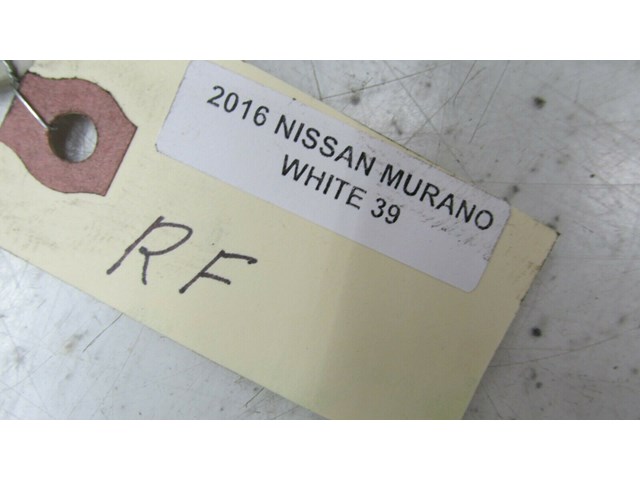 2016 NISSAN MURANO
WHITE 39
RF